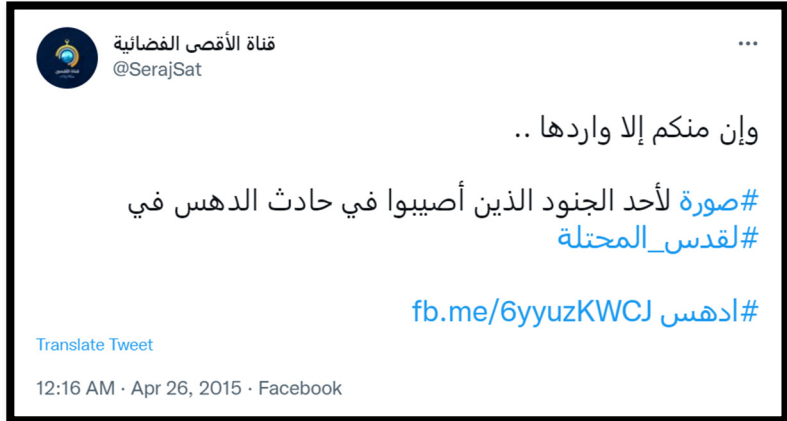 قناة الأقصى الفضائية
@SerajSat
وإن منكم إلا واردها ..
#صورة لأحد الجنود الذين أصيبوا في حادث الدهس في
#لقدس_المحتلة
#ادهس fb.me/6yyuzKWCJ
Translate Tweet
12:16 AM · Apr 26, 2015 · Facebook